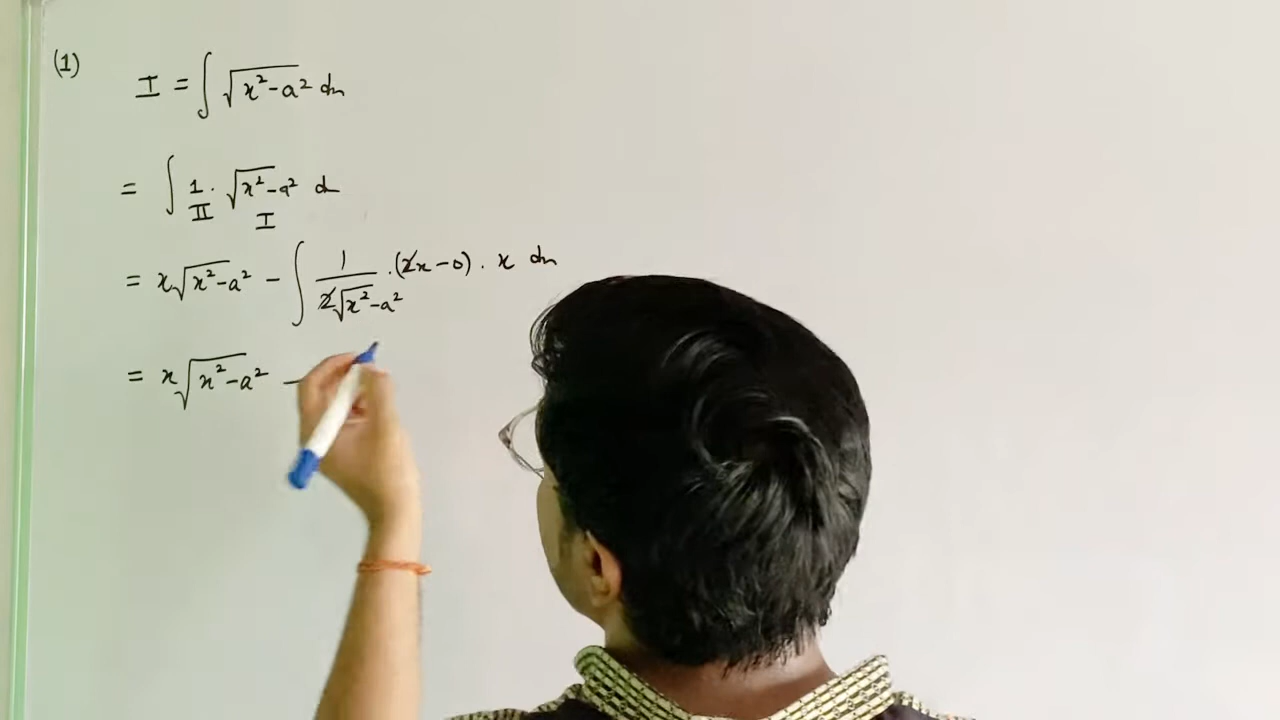 (1) I = ∫ √(x²-a²) dx
= ∫ 1 · √(x²-a²) dx
II I
= x√(x²-a²) - ∫ 1/(2√(x²-a²)) · (2x-0) · x dx
= x√(x²-a²) -